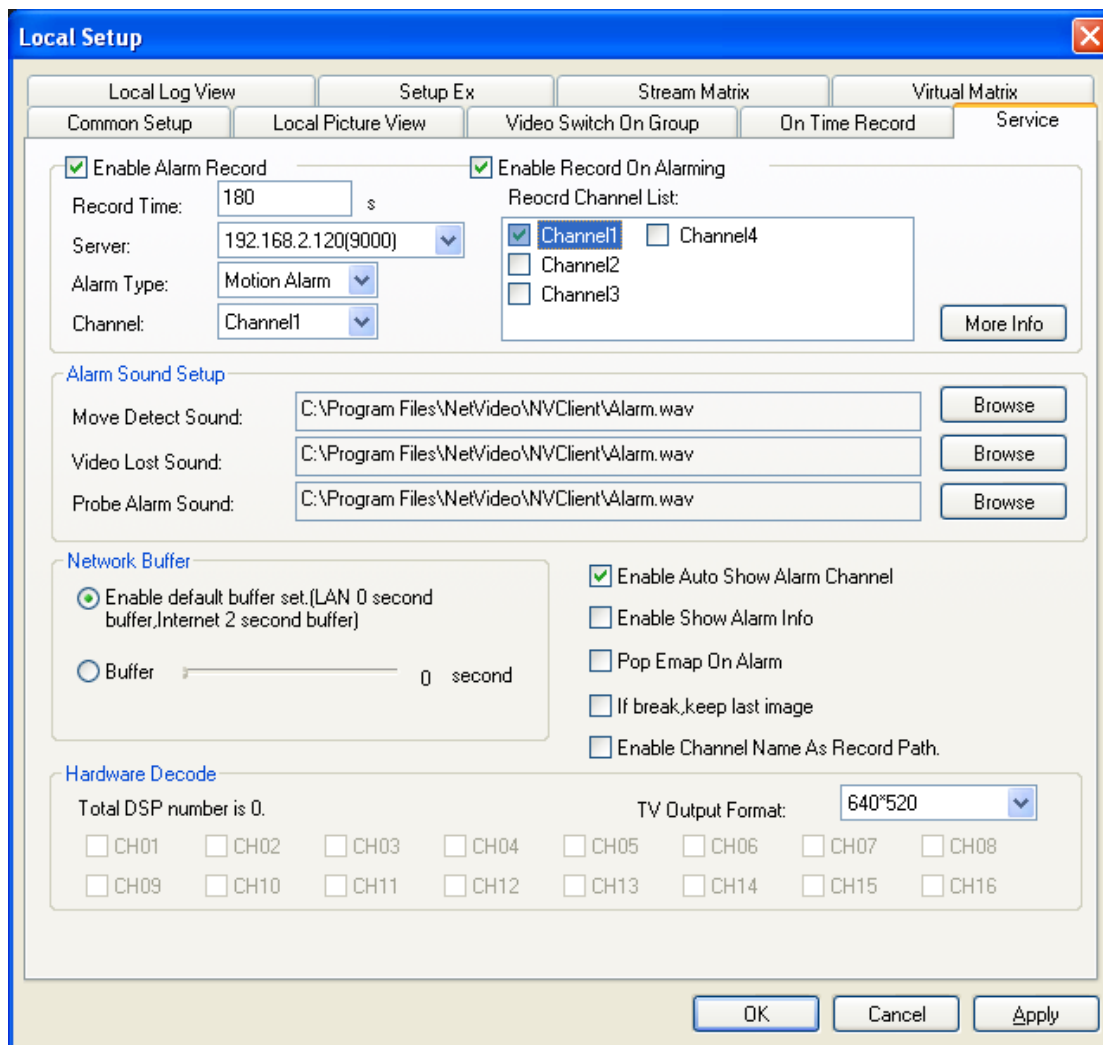 Local Setup
Local Log View Setup Ex Stream Matrix Virtual Matrix
Common Setup Local Picture View Video Switch On Group On Time Record Service
Enable Alarm Record Enable Record On Alarming
Record Time: 180 s Reocrd Channel List:
Server: 192.168.2.120(9000) Channel1 Channel4
Alarm Type: Motion Alarm Channel2
Channel3
Channel: Channel1 More Info
Alarm Sound Setup
Move Detect Sound: C:\Program Files\NetVideo\NVClient\Alarm.wav Browse
Video Lost Sound: C:\Program Files\NetVideo\NVClient\Alarm.wav Browse
Probe Alarm Sound: C:\Program Files\NetVideo\NVClient\Alarm.wav Browse
Network Buffer
Enable default buffer set.(LAN 0 second
buffer,Internet 2 second buffer)
Buffer 0 second
Enable Auto Show Alarm Channel
Enable Show Alarm Info
Pop Emap On Alarm
If break,keep last image
Enable Channel Name As Record Path.
Hardware Decode
Total DSP number is 0. TV Output Format: 640*520
CH01 CH02 CH03 CH04 CH05 CH06 CH07 CH08
CH09 CH10 CH11 CH12 CH13 CH14 CH15 CH16
OK Cancel Apply